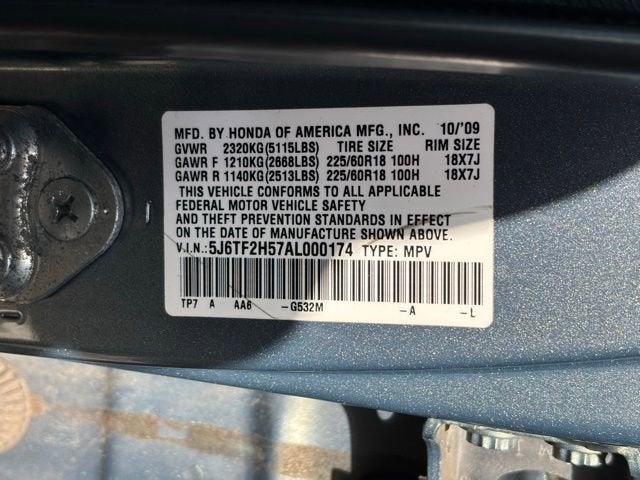 MFD. BY HONDA OF AMERICA MFG., INC. 10/'09
GVWR 2320KG(5115LBS) TIRE SIZE RIM SIZE
GAWR F 1210KG(2668LBS) 225/60R18 100H 18X7J
GAWR R 1140KG(2513LBS) 225/60R18 100H 18X7J
THIS VEHICLE CONFORMS TO ALL APPLICABLE
FEDERAL MOTOR VEHICLE SAFETY
AND THEFT PREVENTION STANDARDS IN EFFECT
ON THE DATE OF MANUFACTURE SHOWN ABOVE.
V.I.N.:5J6TF2H57AL000174 TYPE: MPV
TP7 A AA6 -G532M -A -L